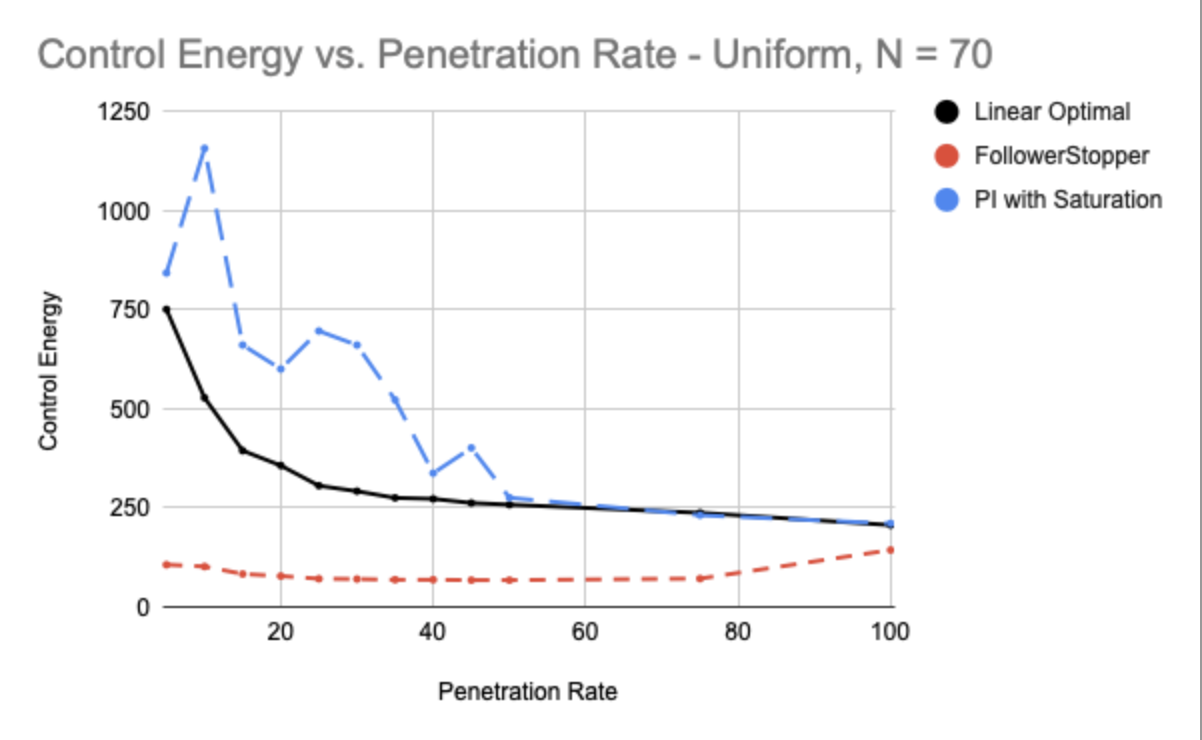 Control Energy vs. Penetration Rate - Uniform, N = 70
1250
1000
750
500
250
0
Control Energy
20 40 60 80 100
Penetration Rate
Linear Optimal
FollowerStopper
PI with Saturation